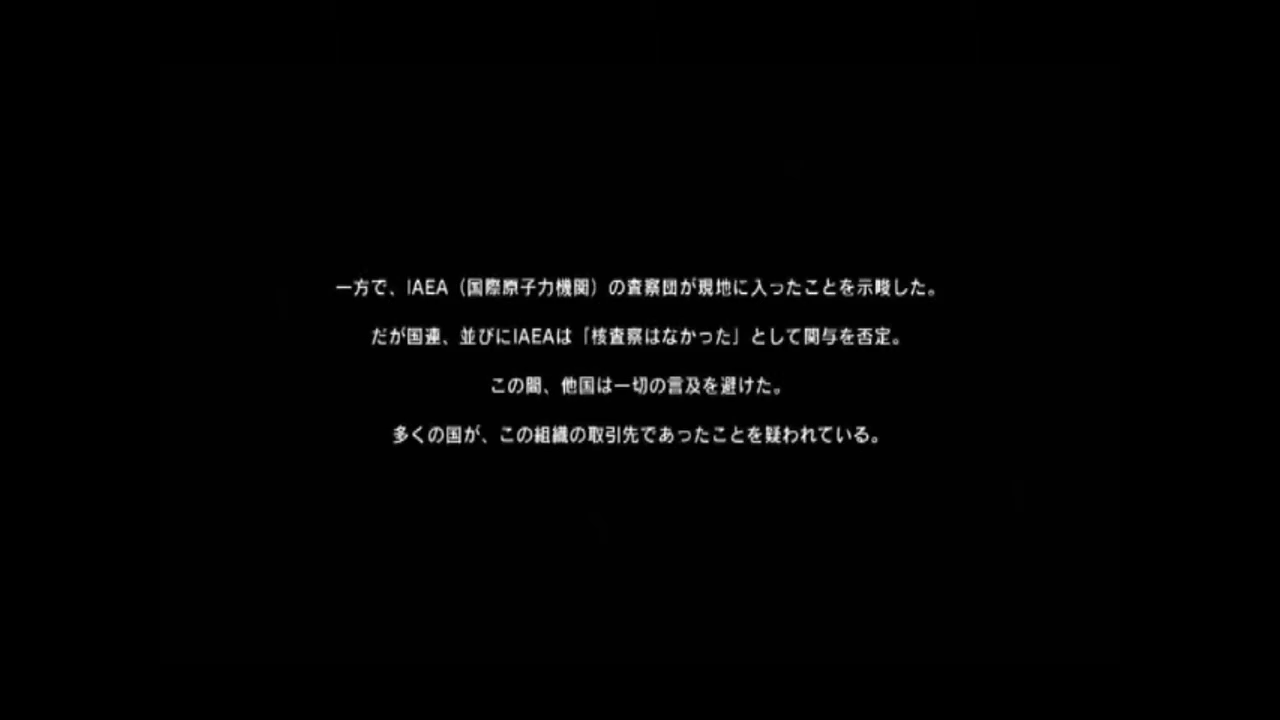 一方で、IAEA（国際原子力機関）の査察団が現地に入ったことを示唆した。
だが国連、並びにIAEAは「核査察はなかった」として関与を否定。
この間、他国は一切の言及を避けた。
多くの国が、この組織の取引先であったことを疑われている。